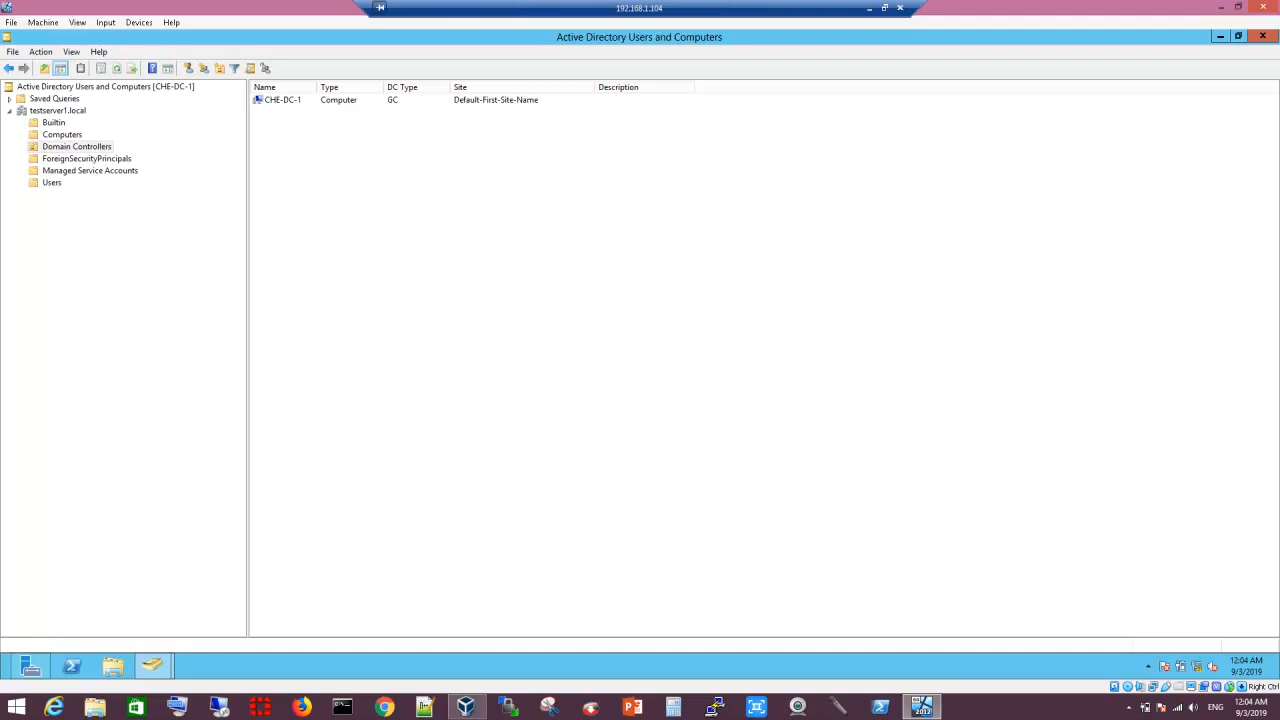 192.168.1.104
File Machine View Input Devices Help
Active Directory Users and Computers
File Action View Help
Active Directory Users and Computers [CHE-DC-1]
Saved Queries
testserver1.local
Builtin
Computers
Domain Controllers
ForeignSecurityPrincipals
Managed Service Accounts
Users
Name Type DC Type Site Description
CHE-DC-1 Computer GC Default-First-Site-Name
12:04 AM
9/3/2019
Right Ctrl
2012
ENG
12:04 AM
9/3/2019